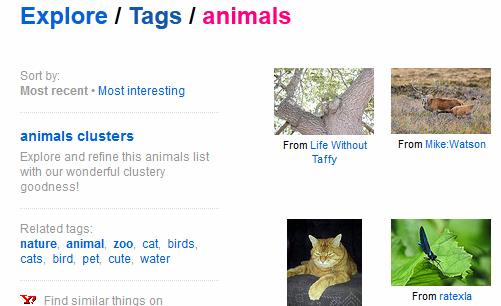 Explore / Tags / animals
Sort by:
Most recent • Most interesting
animals clusters
Explore and refine this animals list
with our wonderful clustery
goodness!
Related tags:
nature, animal, zoo, cat, birds,
cats, bird, pet, cute, water
Y! Find similar things on
From Life Without
Taffy
From Mike:Watson
From ratexla